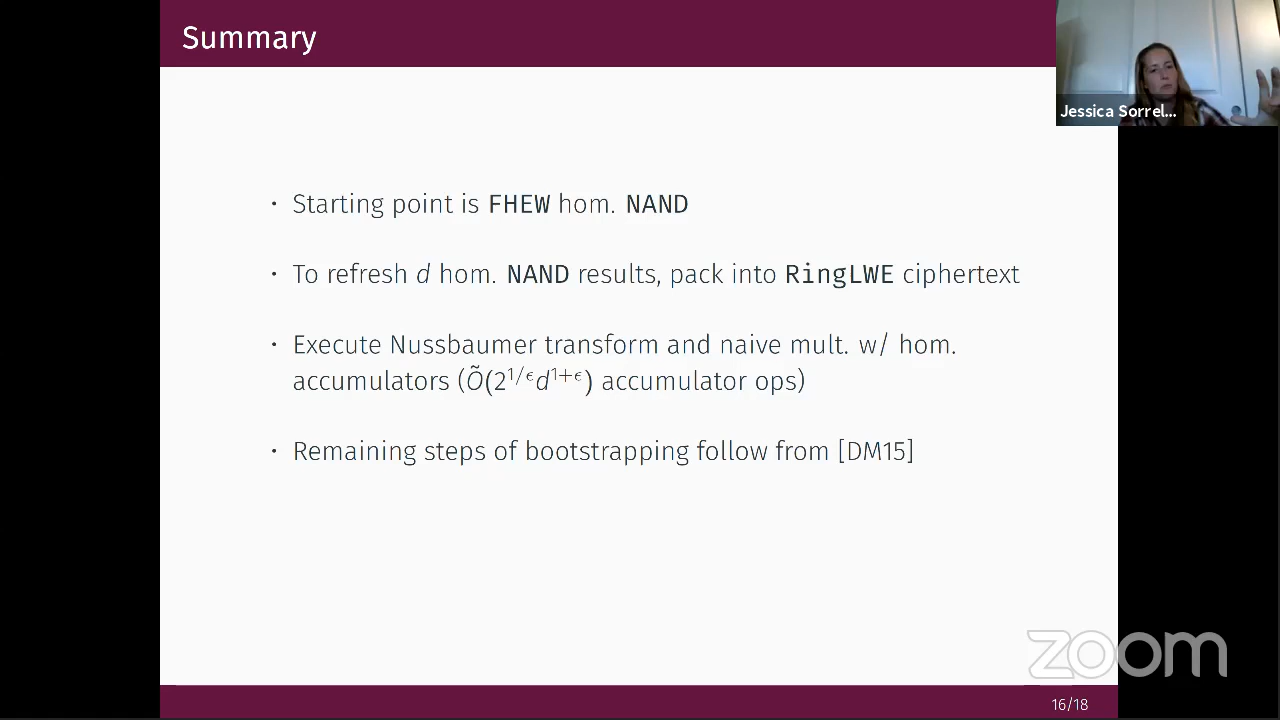 Summary
Jessica Sorrel...
• Starting point is FHEW hom. NAND
• To refresh d hom. NAND results, pack into RingLWE ciphertext
• Execute Nussbaumer transform and naive mult. w/ hom.
accumulators (Õ(2^{1/ϵ}d^{1+ϵ}) accumulator ops)
• Remaining steps of bootstrapping follow from [DM15]
zoom
16/18